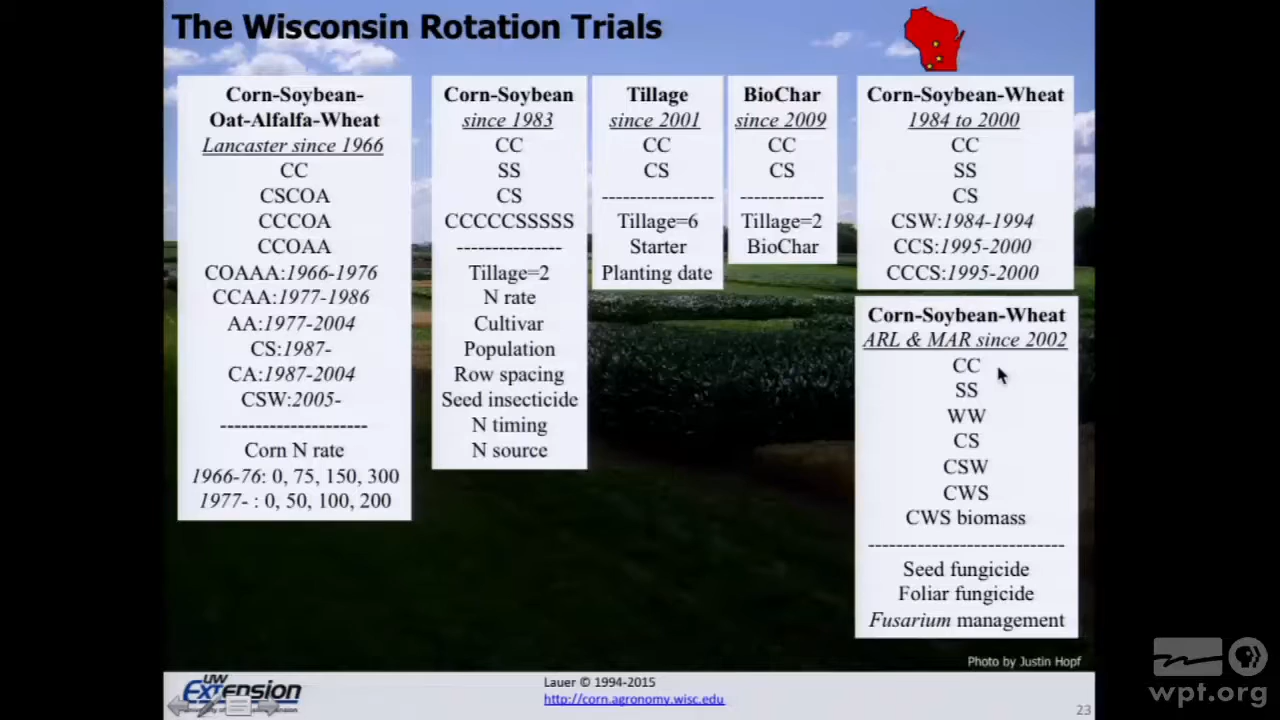 The Wisconsin Rotation Trials
Corn-Soybean-
Oat-Alfalfa-Wheat
Lancaster since 1966
CC
CSCOA
CCCOA
CCOAA
COAAA:1966-1976
CCAA:1977-1986
AA:1977-2004
CS:1987-
CA:1987-2004
CSW:2005-
---------------------
Corn N rate
1966-76: 0, 75, 150, 300
1977- : 0, 50, 100, 200
Corn-Soybean
since 1983
CC
SS
CS
CCCCCSSSSS
---------------
Tillage=2
N rate
Cultivar
Population
Row spacing
Seed insecticide
N timing
N source
Tillage
since 2001
CC
CS
----------------
Tillage=6
Starter
Planting date
BioChar
since 2009
CC
CS
------------
Tillage=2
BioChar
Corn-Soybean-Wheat
1984 to 2000
CC
SS
CS
CSW:1984-1994
CCS:1995-2000
CCCS:1995-2000
Corn-Soybean-Wheat
ARL & MAR since 2002
CC
SS
WW
CS
CSW
CWS
CWS biomass
----------------------------
Seed fungicide
Foliar fungicide
Fusarium management
Photo by Justin Hopf
UW
Extension
Lauer © 1994-2015
http://corn.agronomy.wisc.edu
23
wpt.org